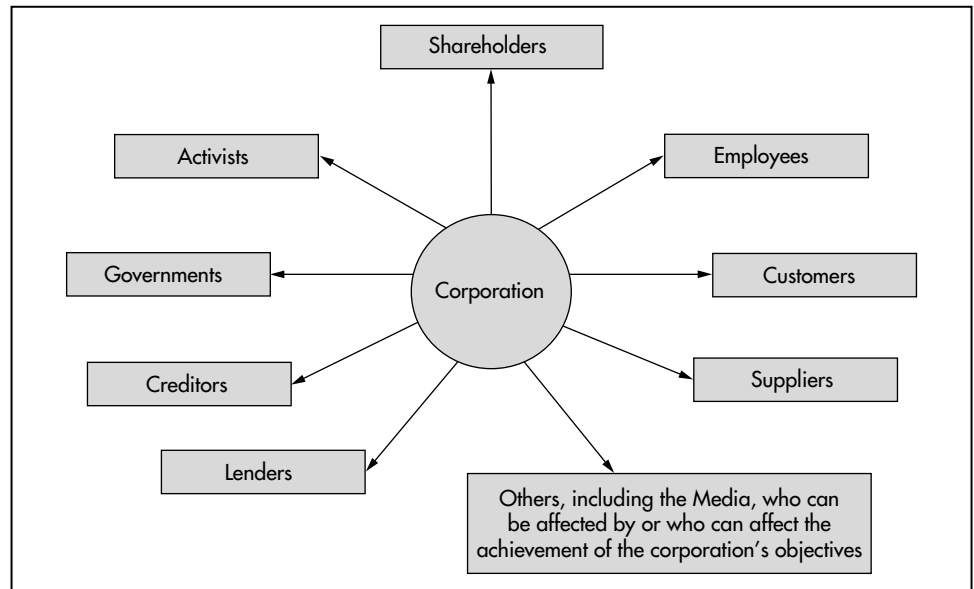 Shareholders
Activists
Employees
Governments
Corporation
Customers
Creditors
Suppliers
Lenders
Others, including the Media, who can
be affected by or who can affect the
achievement of the corporation's objectives